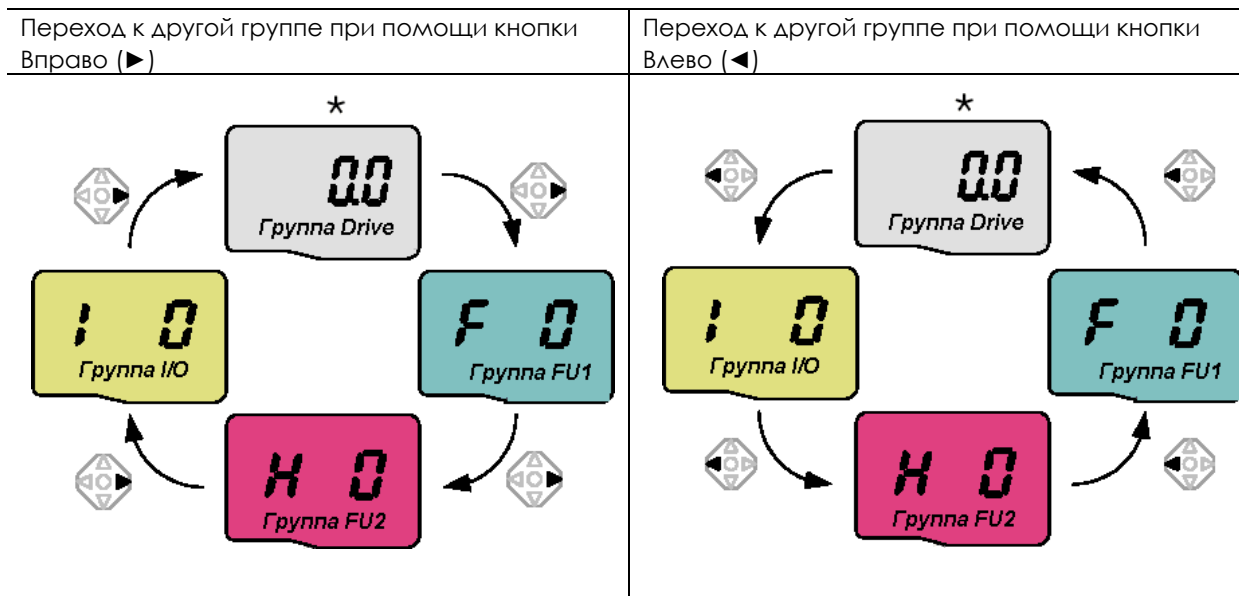 Переход к другой группе при помощи кнопки
Вправо (►)
Переход к другой группе при помощи кнопки
Влево (◄)
*
0.0
Группа Drive
I 0
Группа I/O
F 0
Группа FU1
H 0
Группа FU2
*
0.0
Группа Drive
I 0
Группа I/O
F 0
Группа FU1
H 0
Группа FU2